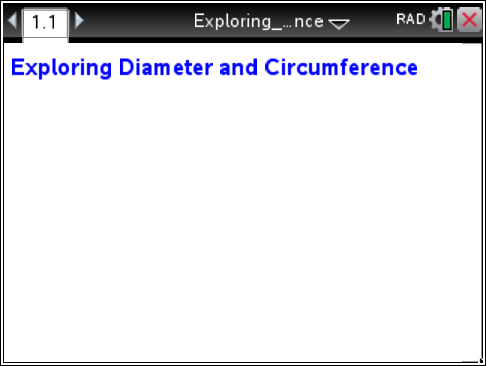 1.1 Exploring_...nce RAD
Exploring Diameter and Circumference